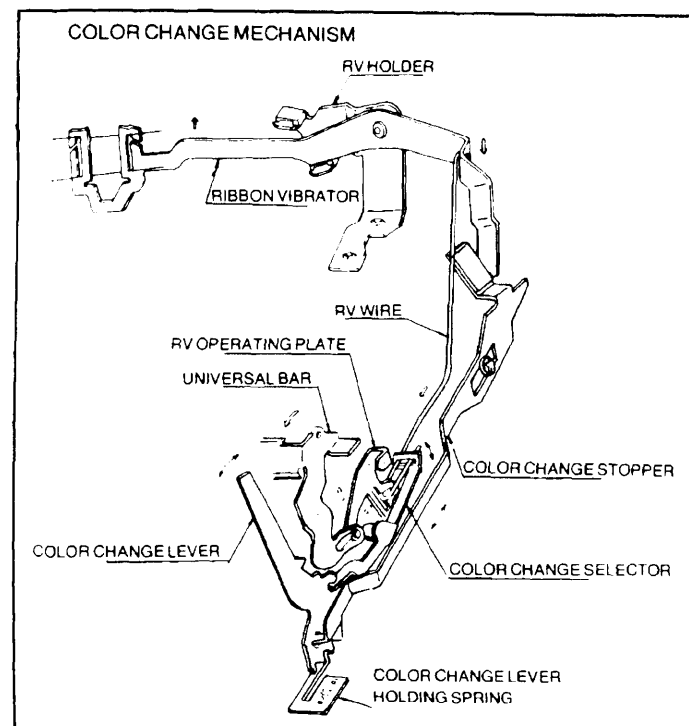 COLOR CHANGE MECHANISM
RV HOLDER
RIBBON VIBRATOR
RV WIRE
RV OPERATING PLATE
UNIVERSAL BAR
COLOR CHANGE STOPPER
COLOR CHANGE LEVER
COLOR CHANGE SELECTOR
COLOR CHANGE LEVER
HOLDING SPRING